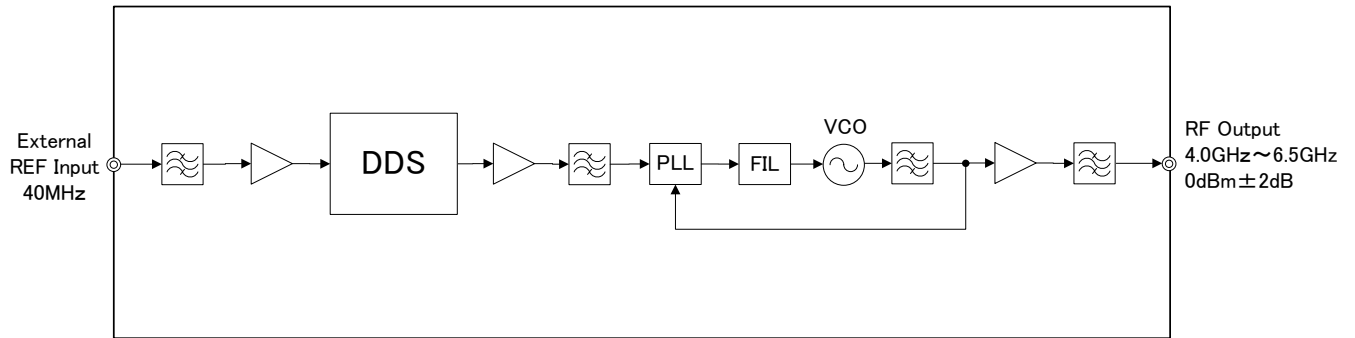 External
REF Input
40MHz
DDS
PLL
FIL
VCO
RF Output
4.0GHz～6.5GHz
0dBm±2dB